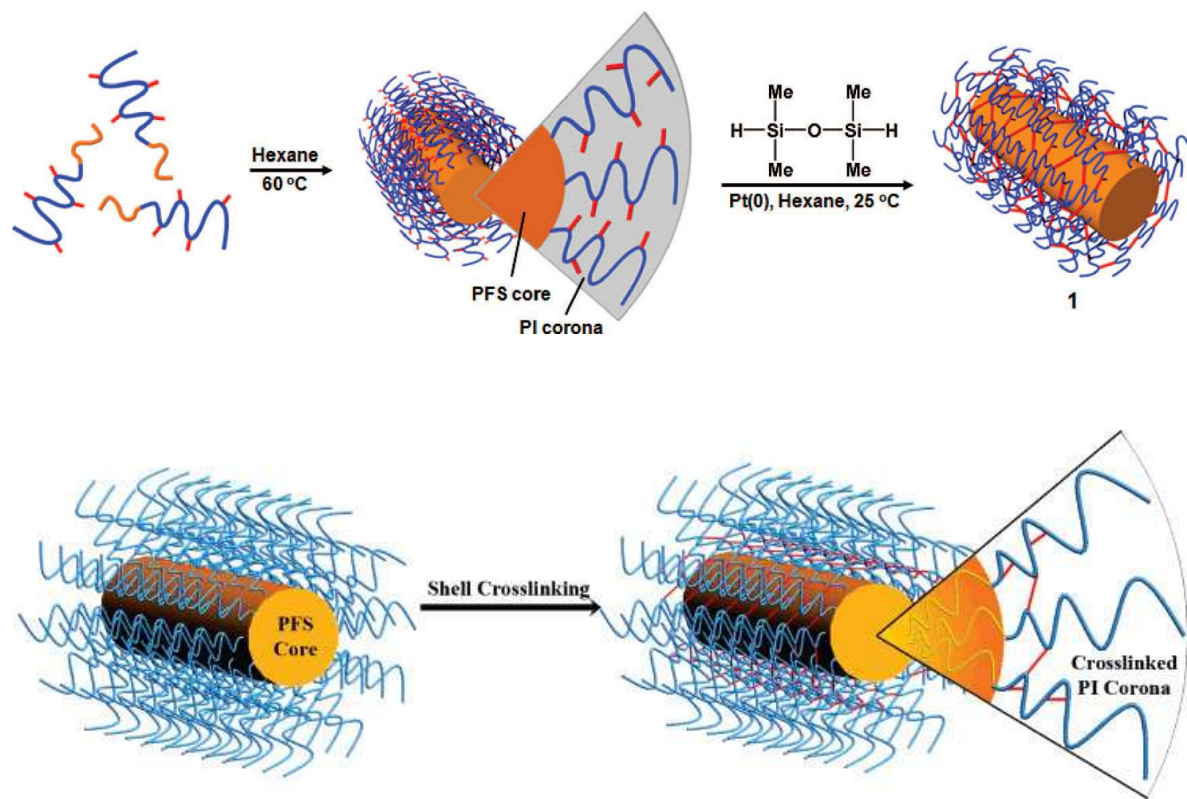 Hexane
60 °C
PFS core
PI corona
Me Me
H Si O Si H
Me Me
Pt(0), Hexane, 25 °C
1
PFS
Core
Shell Crosslinking
Crosslinked
PI Corona